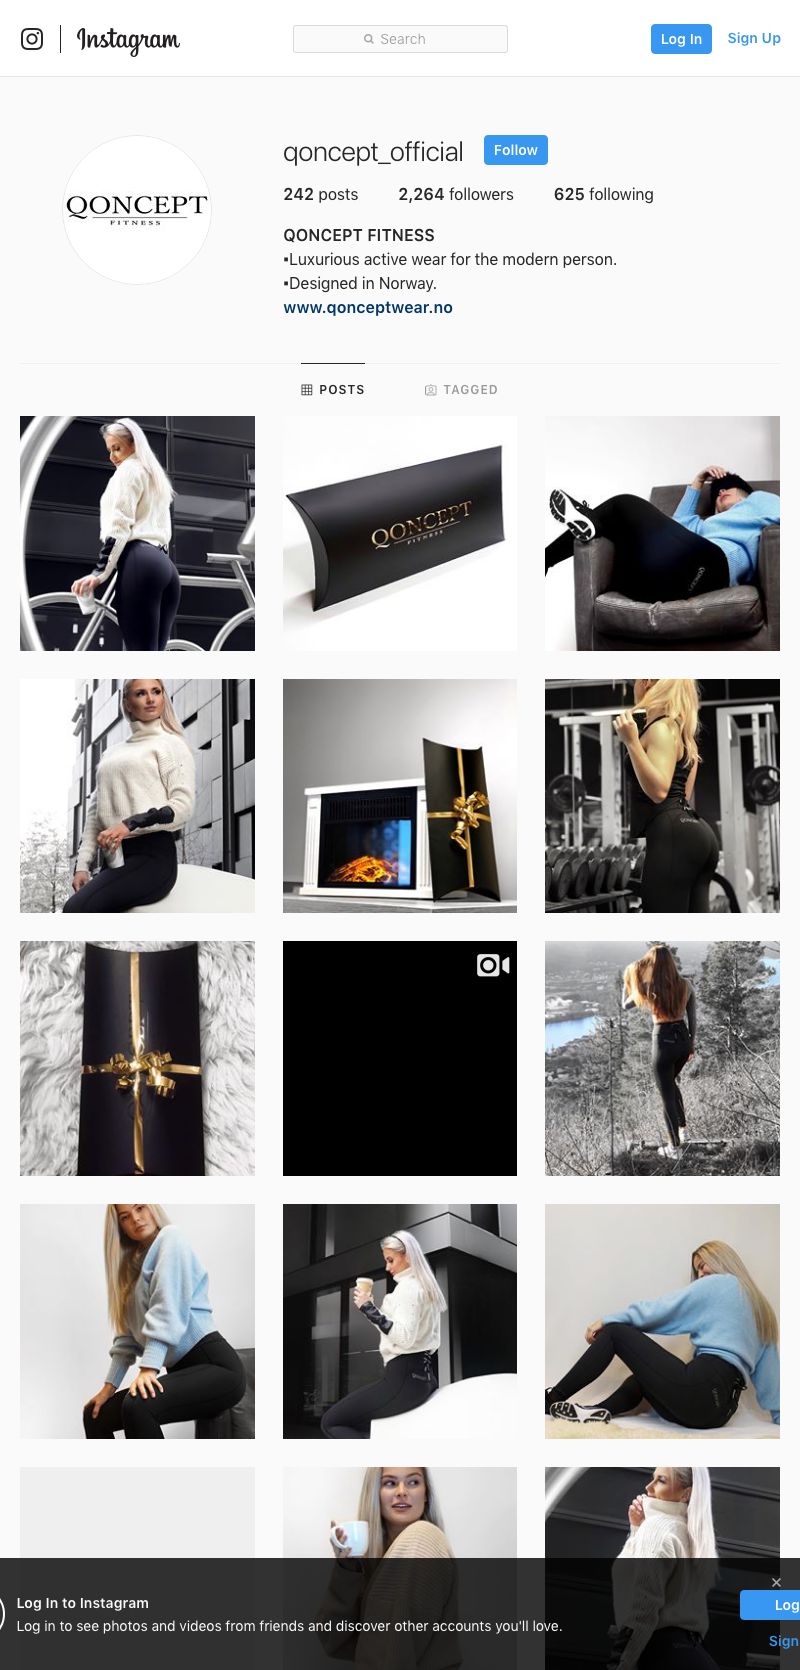 Instagram
Search
Log In
Sign Up
QONCEPT
FITNESS
qoncept_official
Follow
242 posts
2,264 followers
625 following
QONCEPT FITNESS
▪Luxurious active wear for the modern person.
▪Designed in Norway.
www.qonceptwear.no
POSTS
TAGGED
QONCEPT
FITNESS
Log In to Instagram
Log in to see photos and videos from friends and discover other accounts you'll love.
Log
Sign